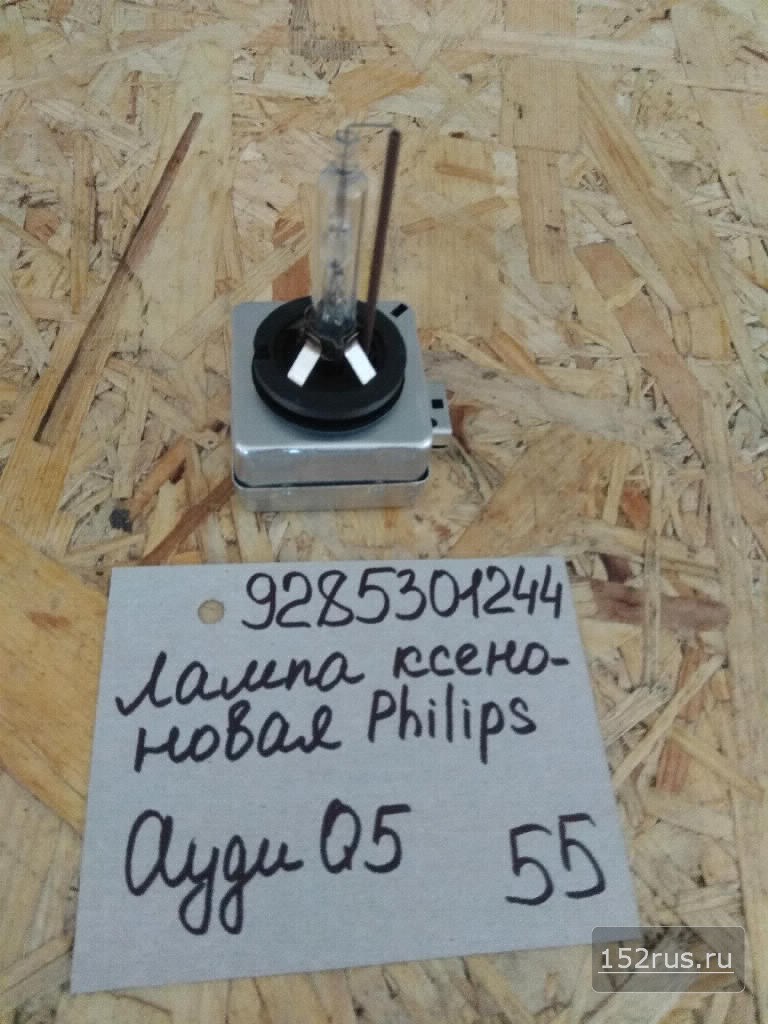 9285301244
Лампа ксено-
новая Philips
Ауди Q5 55
152rus.ru